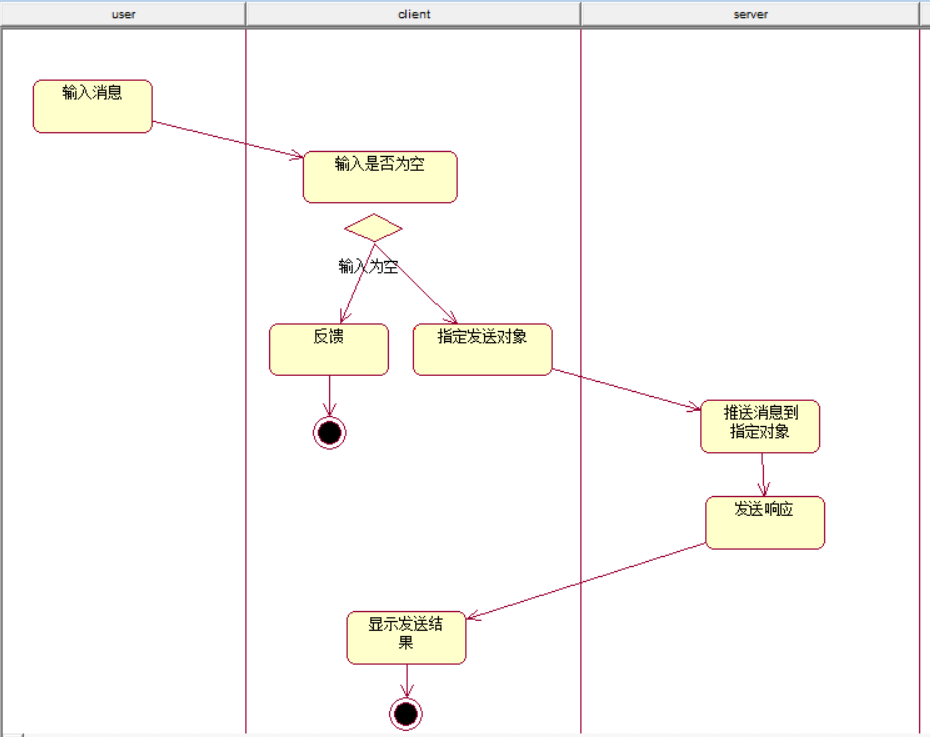 user
client
server
输入消息
输入是否为空
输入为空
反馈
指定发送对象
推送消息到
指定对象
发送响应
显示发送结
果